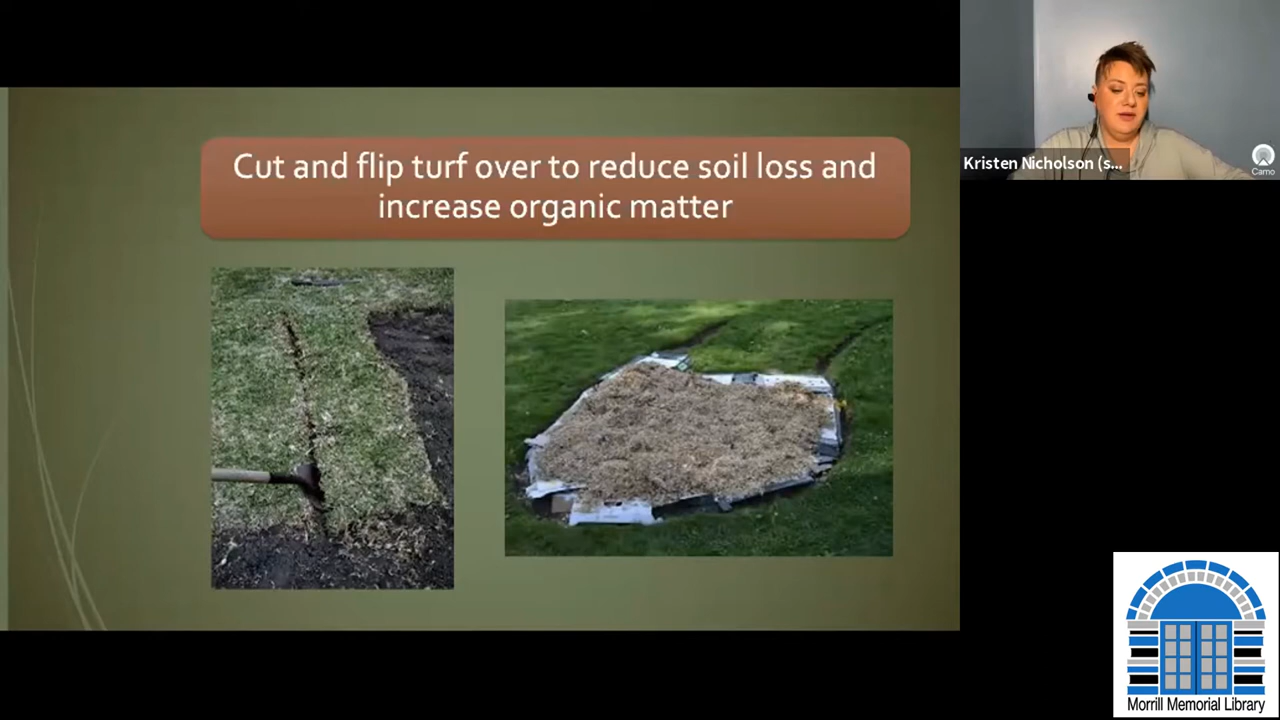 Cut and flip turf over to reduce soil loss and
increase organic matter
Kristen Nicholson (s...
Camo
Morrill Memorial Library